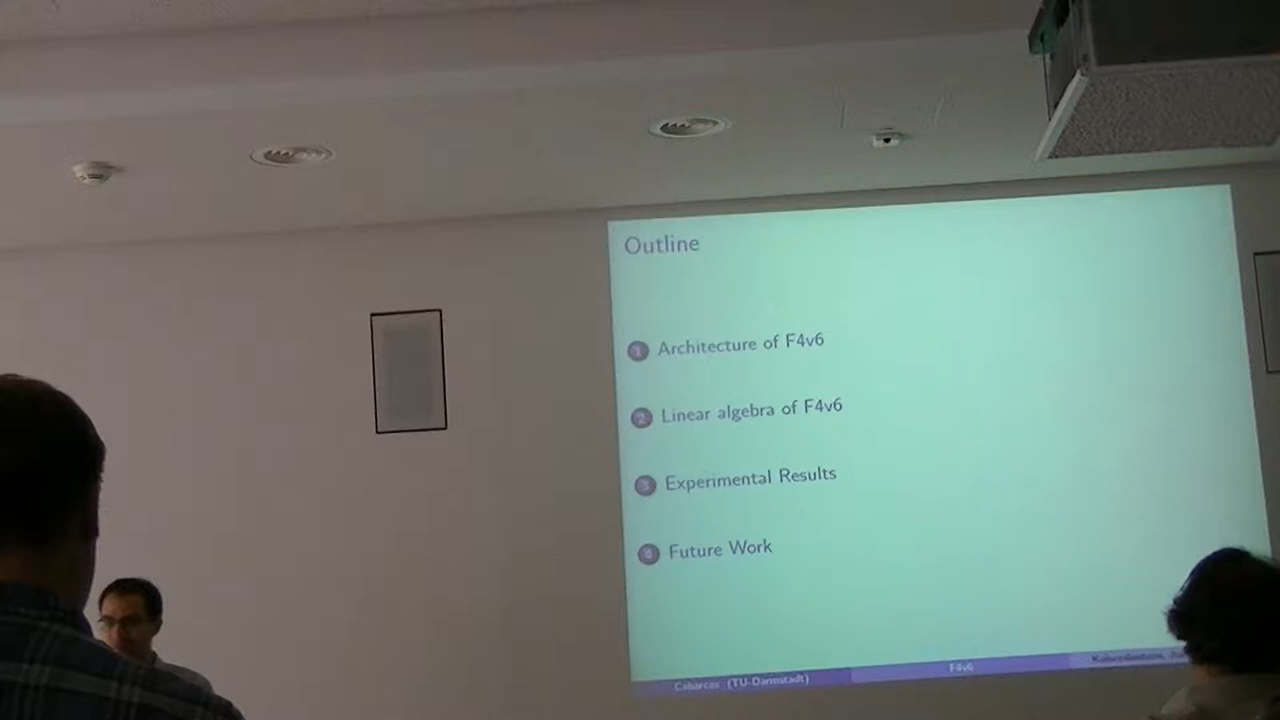 Outline
1 Architecture of F4v6
2 Linear algebra of F4v6
3 Experimental Results
4 Future Work
Cabarcas (TU-Darmstadt) F4v6